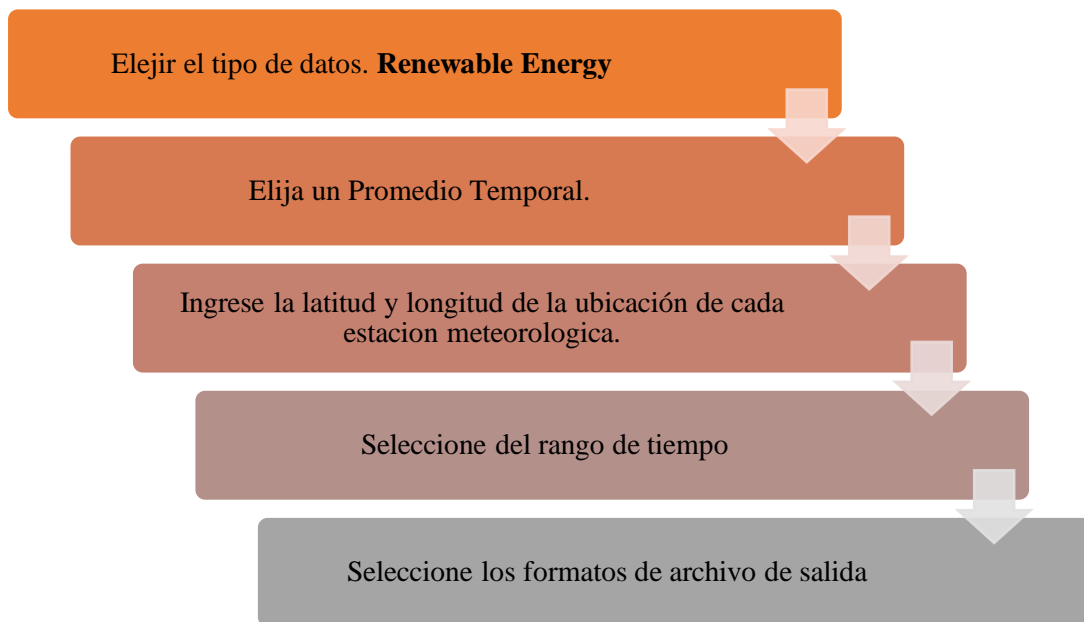 Elejir el tipo de datos. Renewable Energy
Elija un Promedio Temporal.
Ingrese la latitud y longitud de la ubicación de cada
estacion meteorologica.
Seleccione del rango de tiempo
Seleccione los formatos de archivo de salida